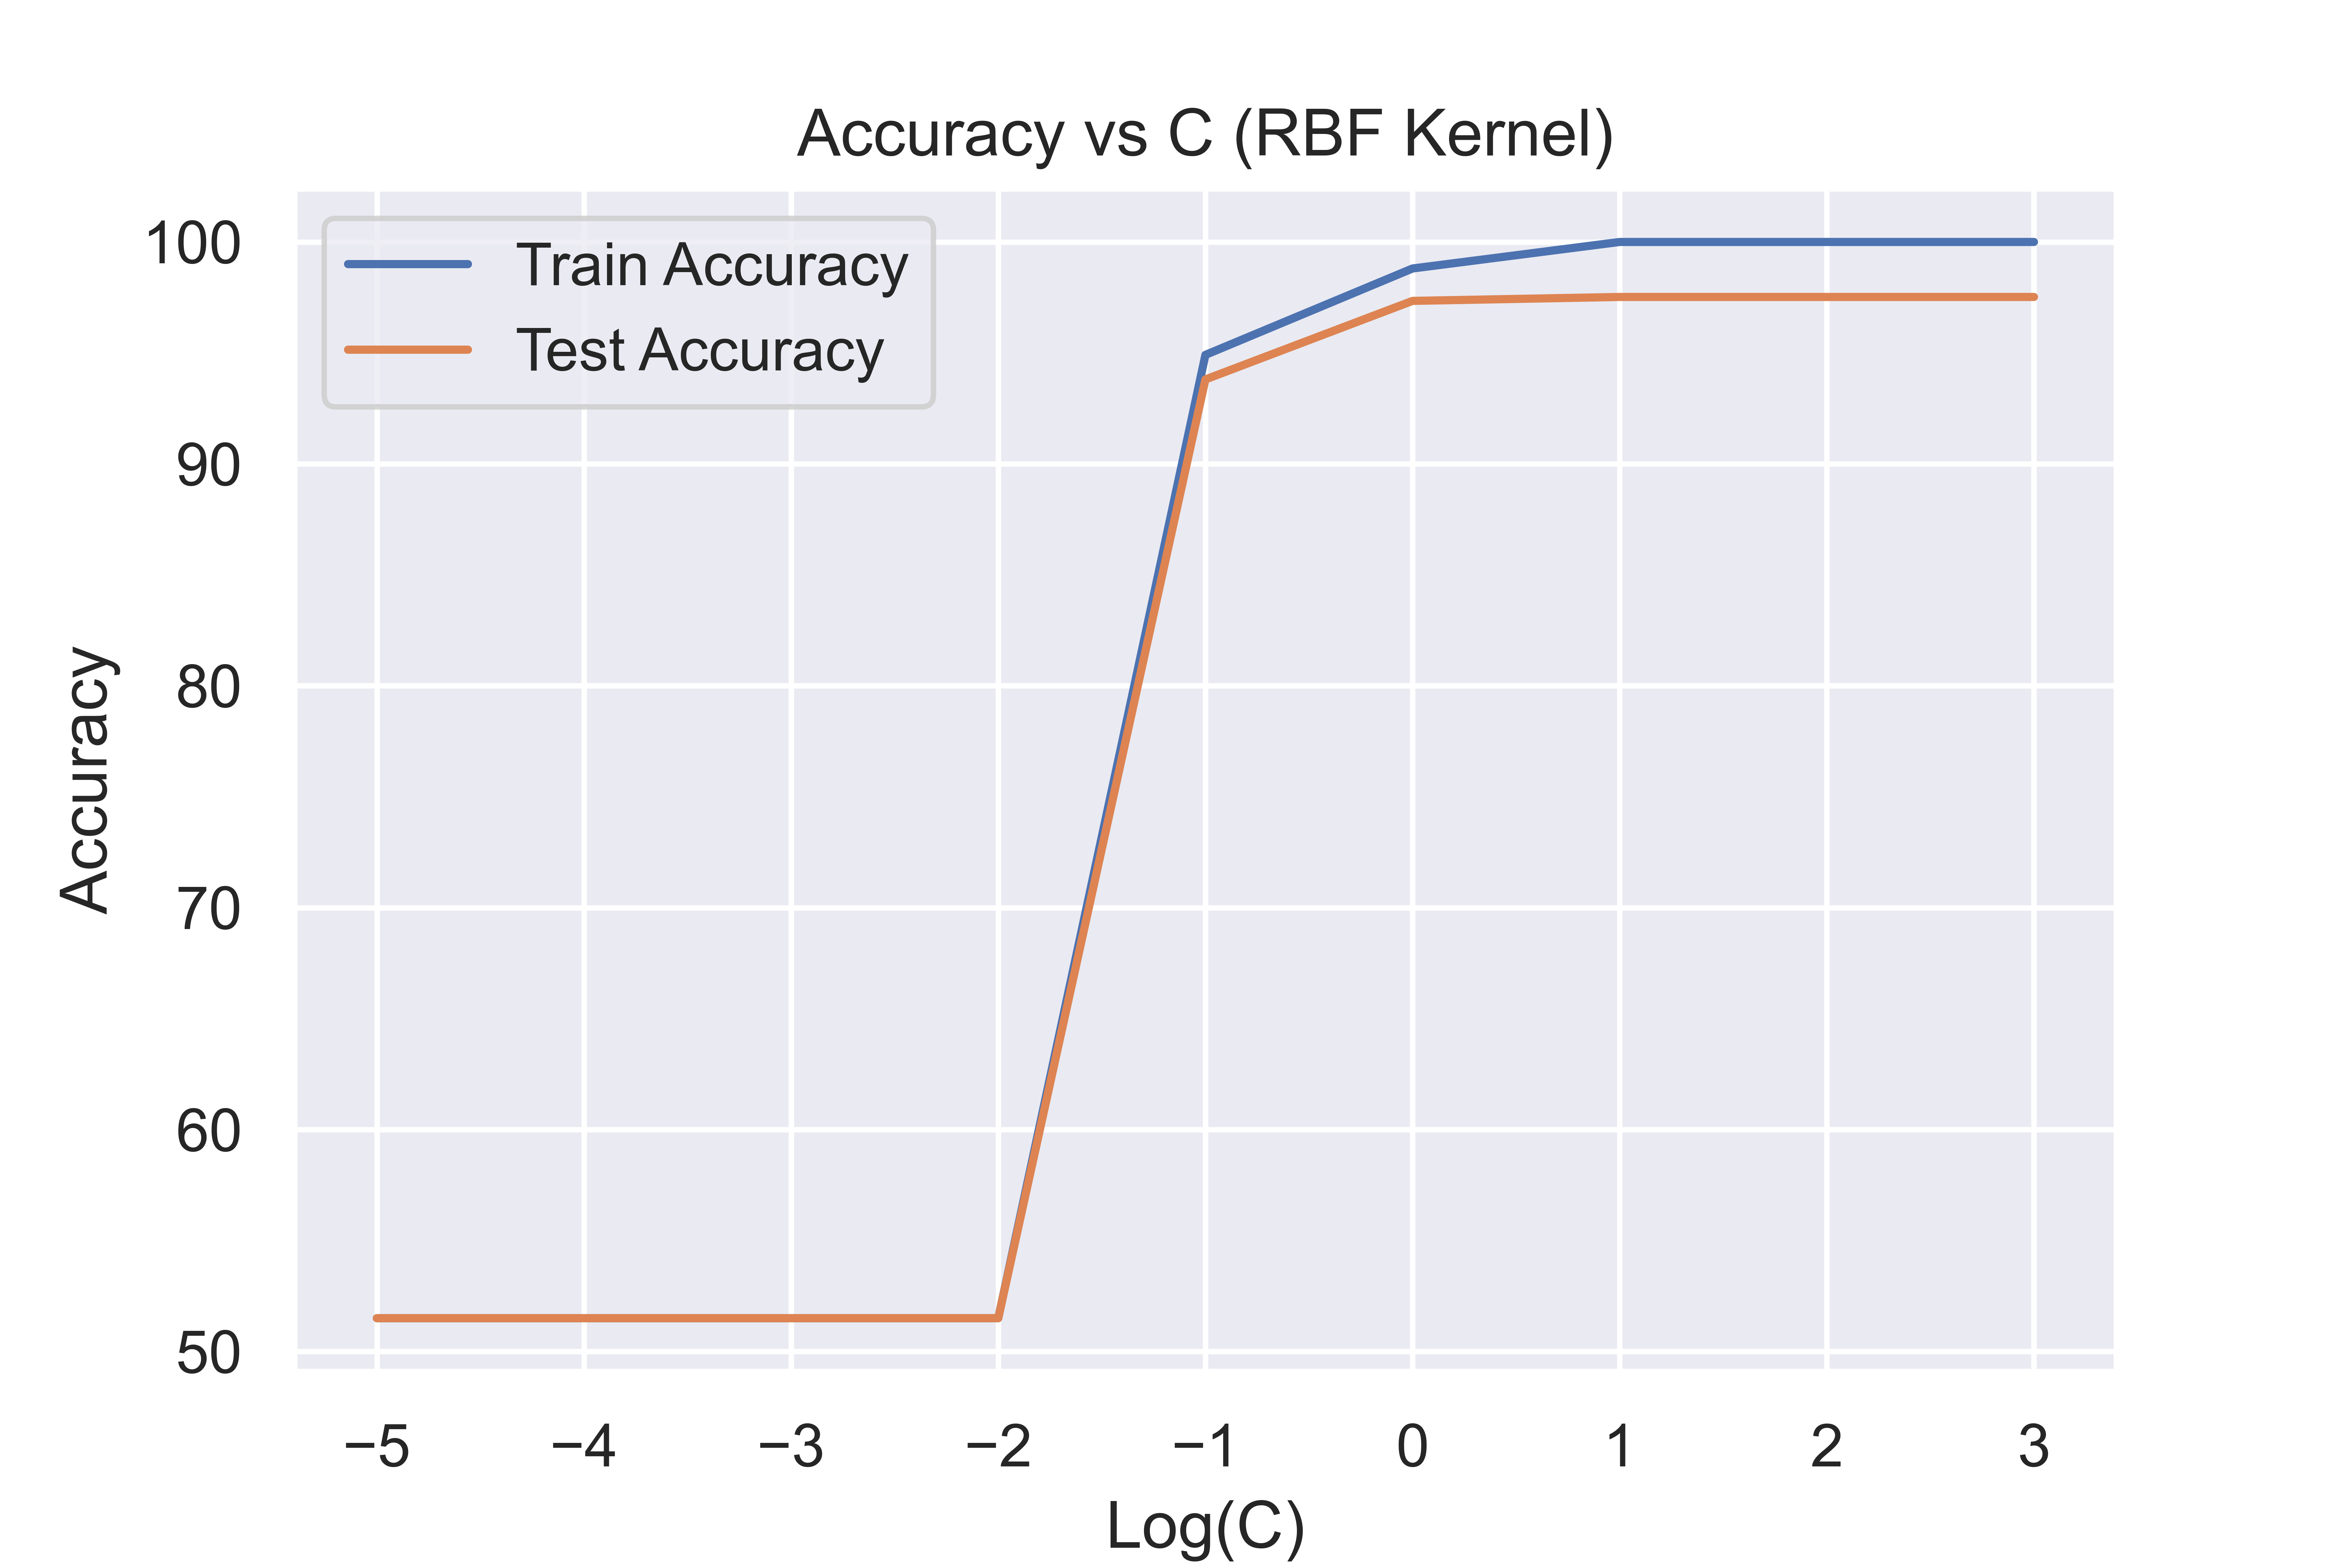 Accuracy vs C (RBF Kernel)
Train Accuracy
Test Accuracy
Accuracy
100
90
80
70
60
50
−5 −4 −3 −2 −1 0 1 2 3
Log(C)